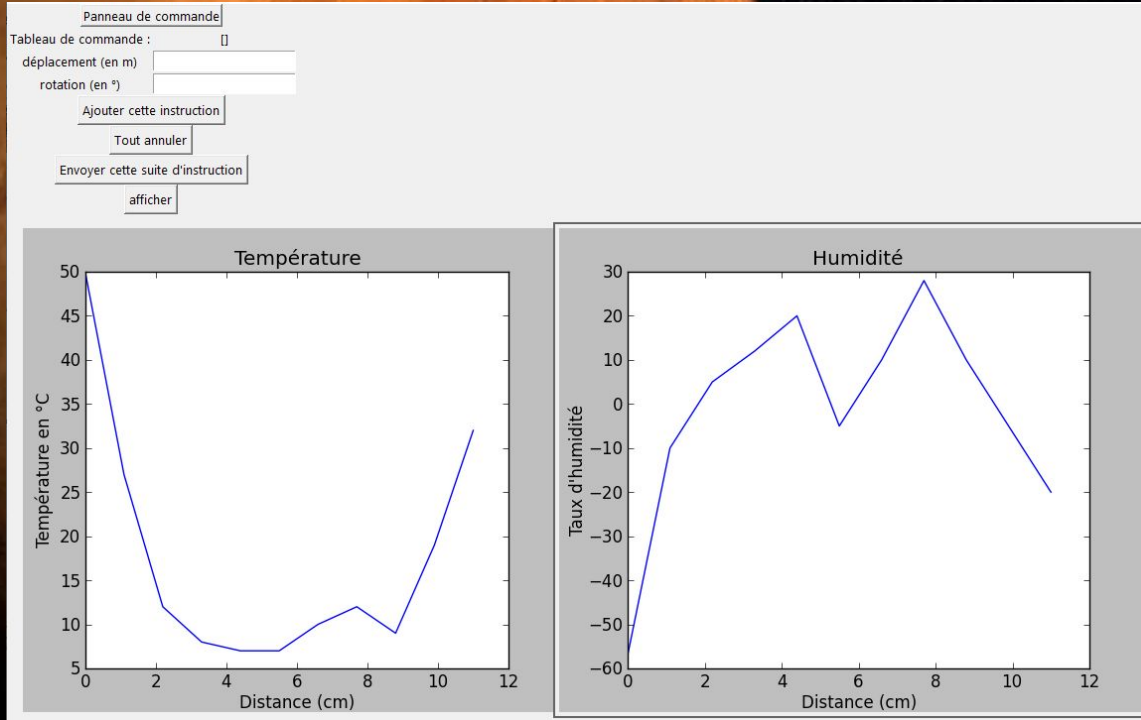 Panneau de commande
Tableau de commande : []
déplacement (en m)
rotation (en °)
Ajouter cette instruction
Tout annuler
Envoyer cette suite d'instruction
afficher
Température
50
45
40
35
30
25
20
15
10
5
Température en °C
0 2 4 6 8 10 12
Distance (cm)
Humidité
30
20
10
0
−10
−20
−30
−40
−50
−60
Taux d'humidité
0 2 4 6 8 10 12
Distance (cm)